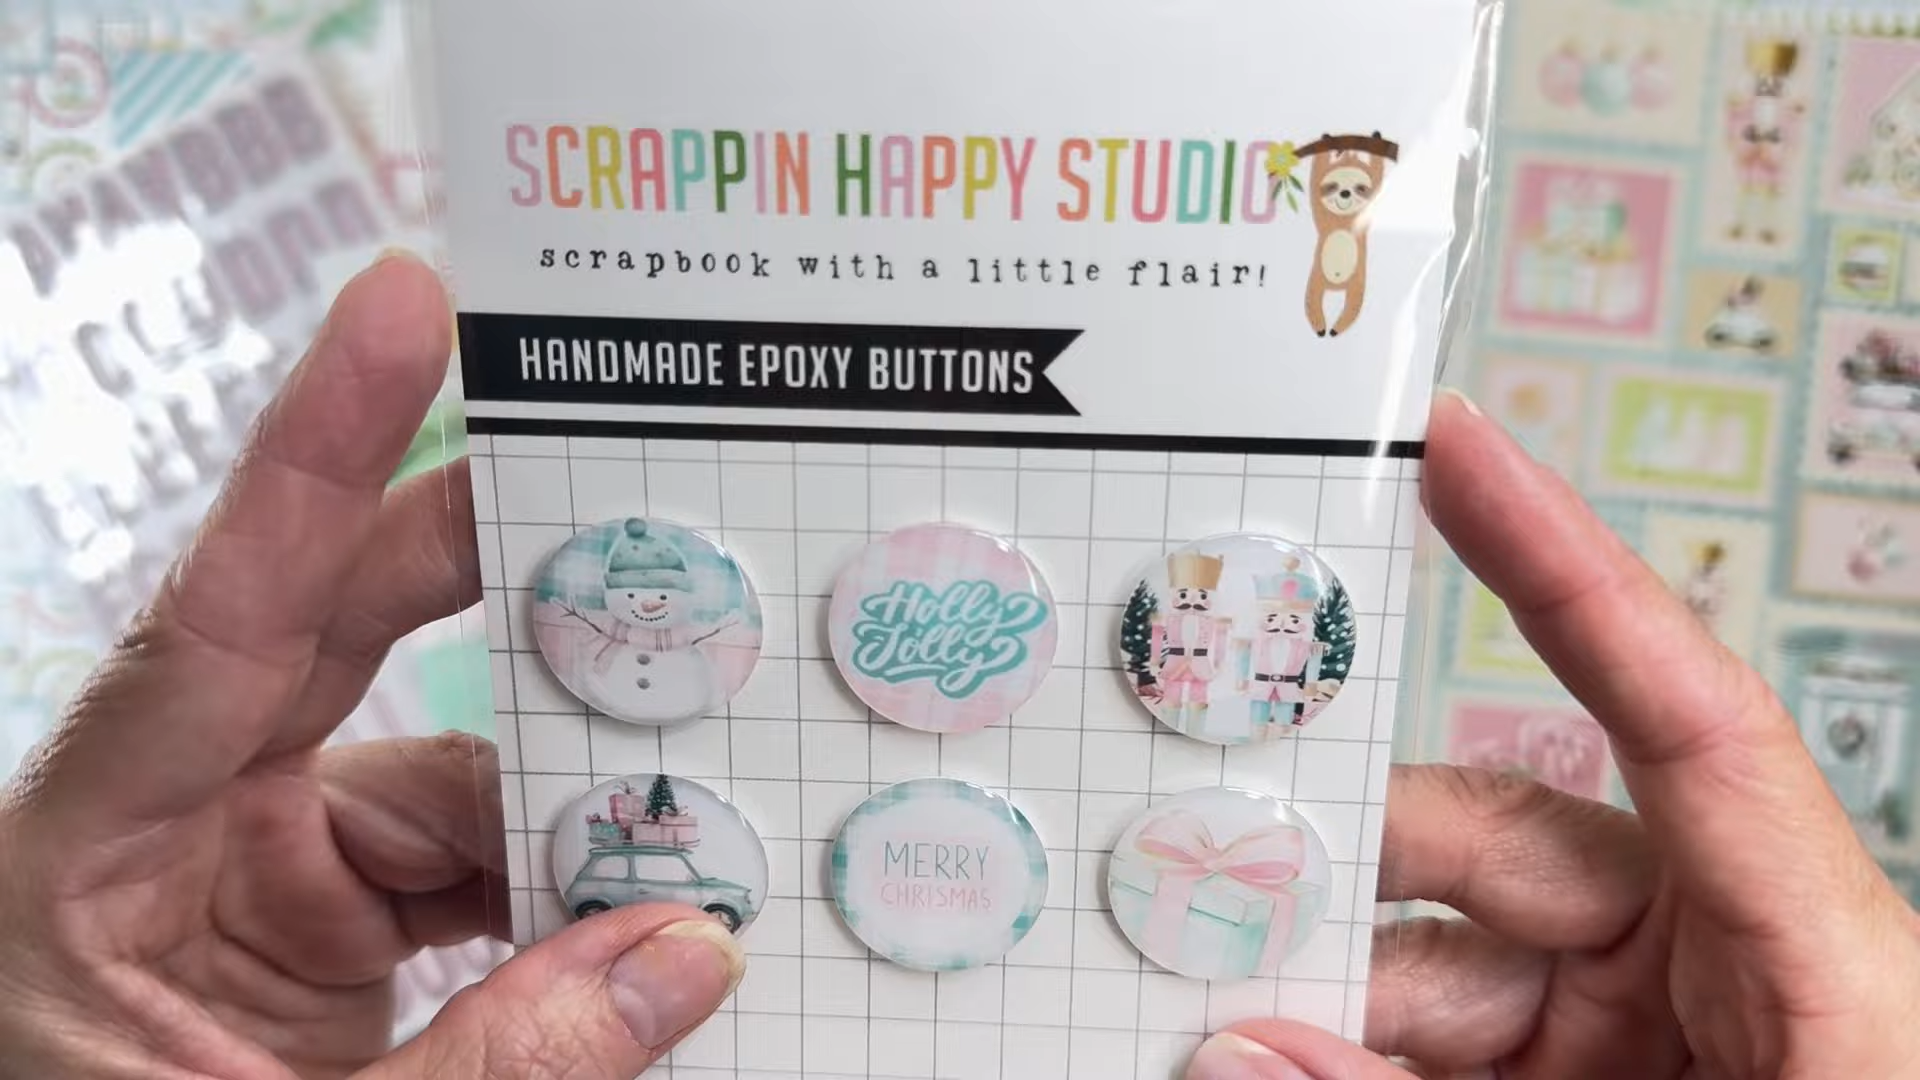 SCRAPPIN HAPPY STUDIO
scrapbook with a little flair!
HANDMADE EPOXY BUTTONS
Holly
Jolly
MERRY
CHRISMAS